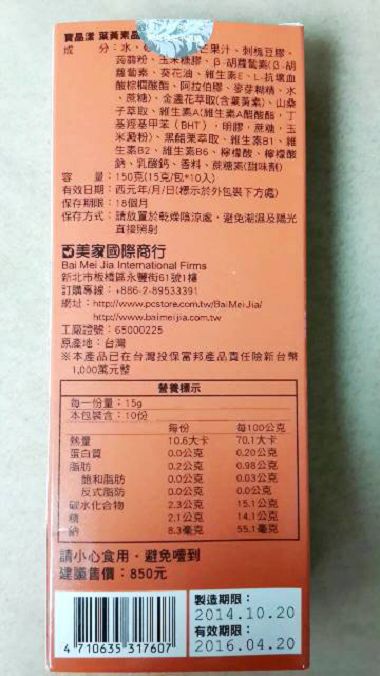 寶晶漾 葉黃素晶
成 分：水、 芒果汁、刺槐豆膠、
蒟蒻粉、玉米糖膠、β-胡蘿蔔素(β-胡
蘿蔔素、葵花油、維生素E、L-抗壞血
酸棕櫚酸酯、阿拉伯膠、麥芽糊精、水
、蔗糖)、金盞花萃取(含葉黃素)、山桑
子萃取、維生素A(維生素A醋酸酯，丁
基羥基甲苯（BHT），明膠，蔗糖，玉
米澱粉)、黑醋栗萃取、維生素B1、維
生素B2、維生素B6、檸檬酸、檸檬酸
鈉、乳酸鈣、香料、蔗糖素(甜味劑)
容 量：150克(15克/包*10入)
有效日期：西元年/月/日(標示於外包裝下方處)
保存期限：18個月
保存方式：請放置於乾燥陰涼處，避免潮濕及陽光
直接照射
百美家國際商行
Bai Mei Jia International Firms
新北市板橋區永豐街61號1樓
訂購專線：+886-2-89533391
網址：http://www.pcstore.com.tw/BaiMeiJia/
http://www.baimeijia.com.tw
工廠證號：65000225
原產地：台灣
※本產品已在台灣投保富邦產品責任險新台幣
1,000萬元整
營養標示
每一份量：15g
本包裝含：10份
每份 每100公克
熱量 10.6大卡 70.1大卡
蛋白質 0.0公克 0.20公克
脂肪 0.2公克 0.98公克
飽和脂肪 0.0公克 0.03公克
反式脂肪 0.0公克 0.0公克
碳水化合物 2.3公克 15.1公克
糖 2.1公克 14.1公克
鈉 8.3毫克 55.1毫克
請小心食用，避免噎到
建議售價：850元
製造期限：
2014.10.20
有效期限：
2016.04.20
4 710635 317607